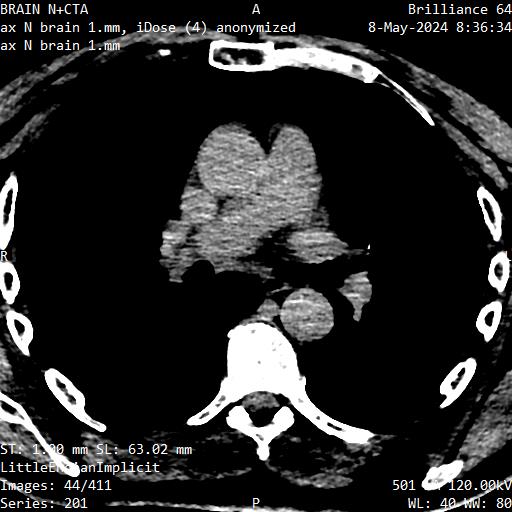 BRAIN N+CTA
A
Brilliance 64
ax N brain 1.mm, iDose (4) anonymized
8-May-2024 8:36:34
ax N brain 1.mm
R
L
ST: 1.00 mm SL: 63.02 mm
LittleEndianImplicit
Images: 44/411
501
120.00kV
Series: 201
P
WL: 40 WW: 80